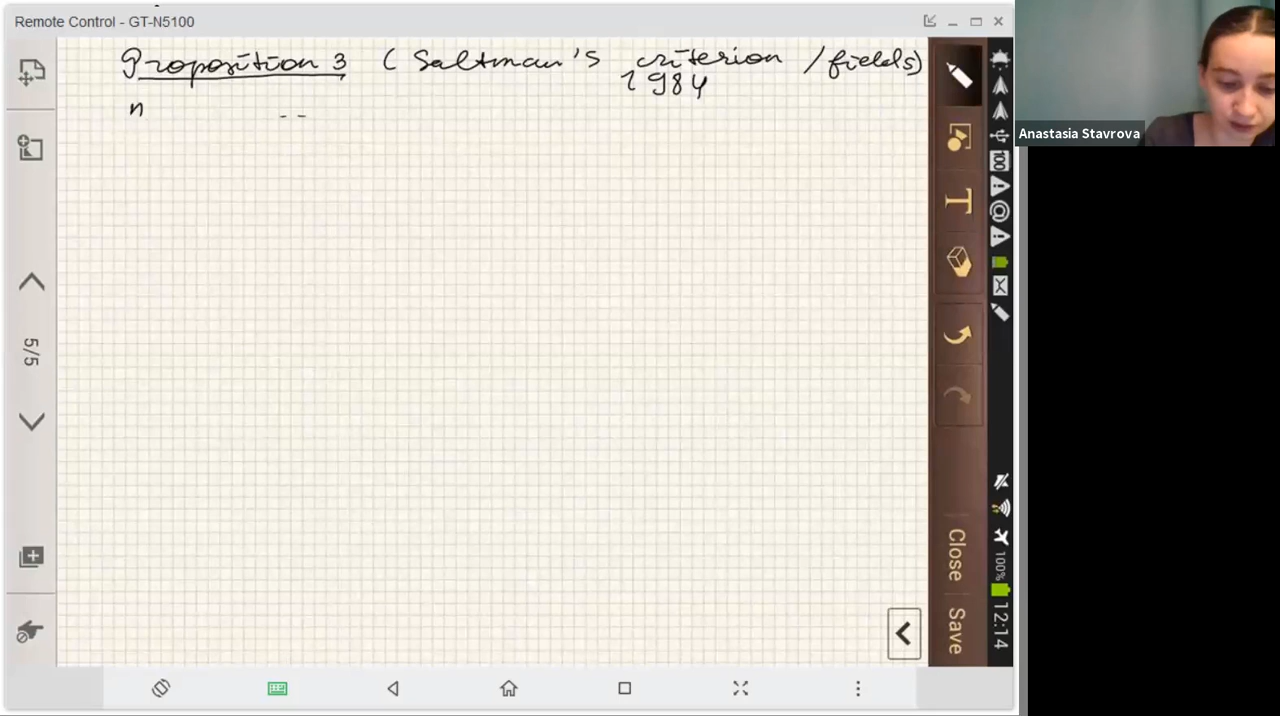 Remote Control - GT-N5100
Proposition 3 (Saltman's criterion /fields)
1984
n
Anastasia Stavrova
5/5
T
100%
12:14
Close
Save